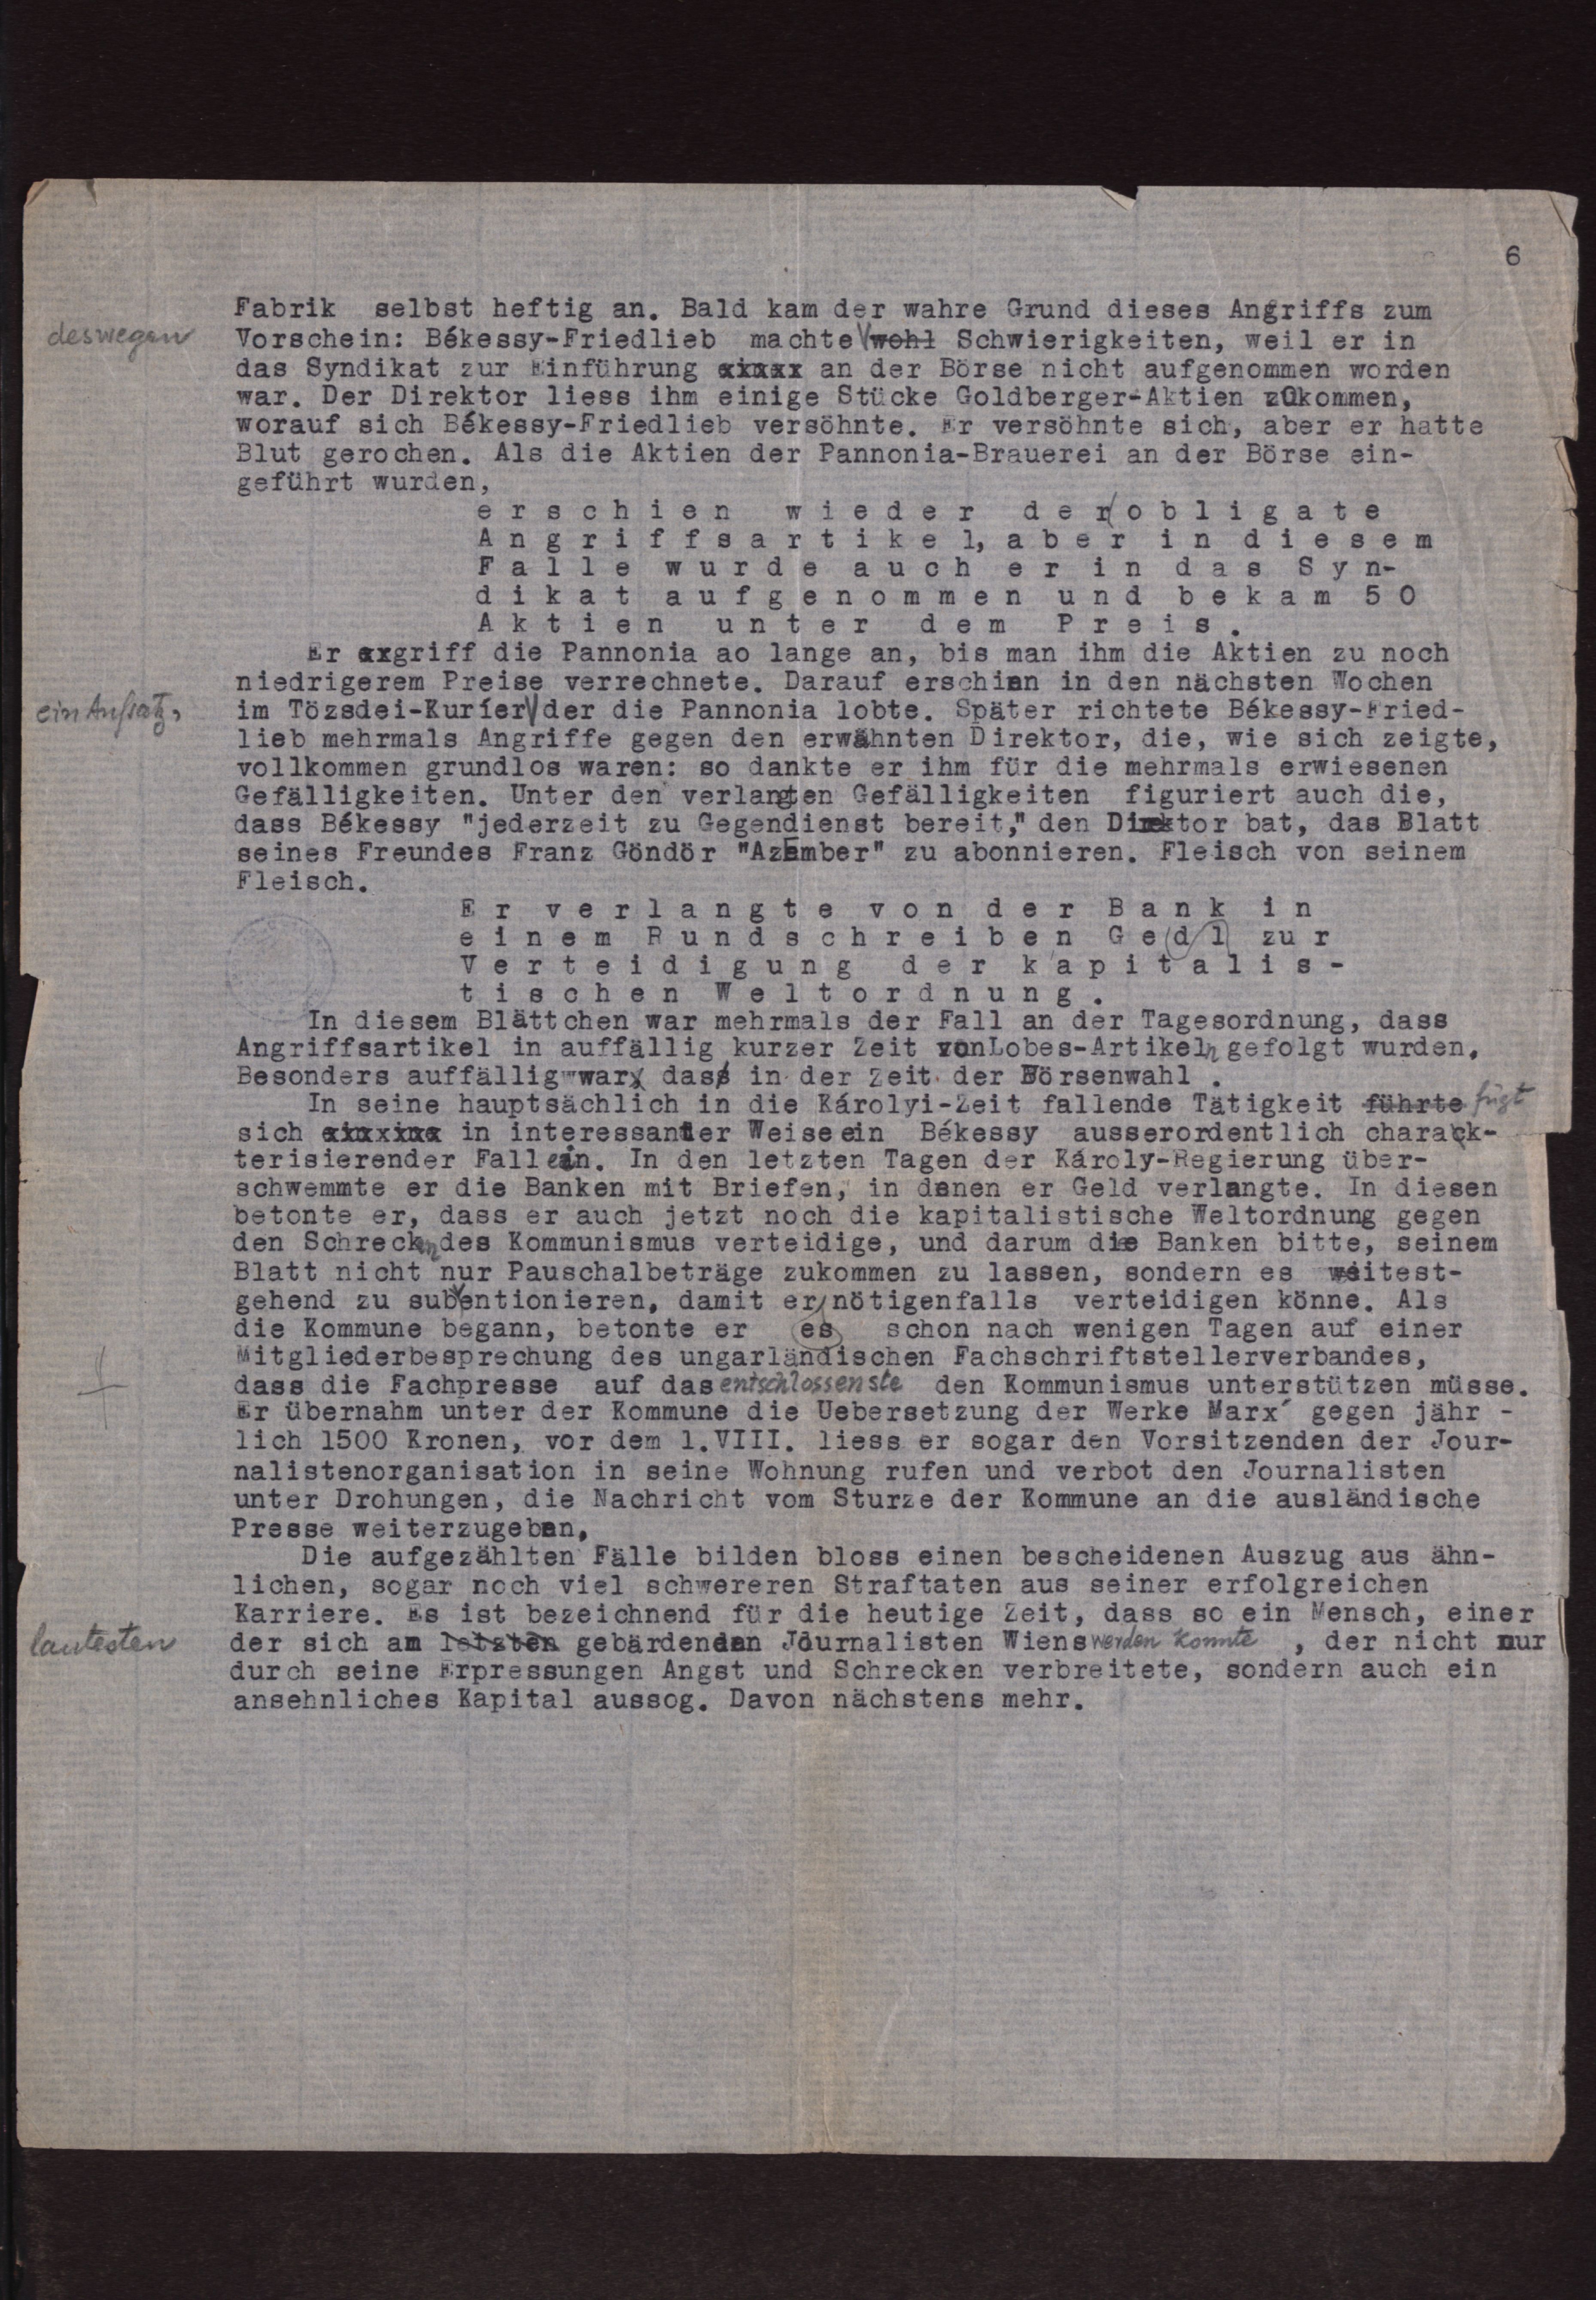 6
Fabrik selbst heftig an. Bald kam der wahre Grund dieses Angriffs zum
deswegen
Vorschein: Békessy-Friedlieb machte wohl Schwierigkeiten, weil er in
das Syndikat zur Einführung xixxx an der Börse nicht aufgenommen worden
war. Der Direktor liess ihm einige Stücke Goldberger-Aktien zukommen,
worauf sich Békessy-Friedlieb versöhnte. Er versöhnte sich, aber er hatte
Blut gerochen. Als die Aktien der Pannonia-Brauerei an der Börse ein-
geführt wurden,
e r s c h i e n w i e d e r d e r o b l i g a t e
A n g r i f f s a r t i k e l, a b e r i n d i e s e m
F a l l e w u r d e a u c h e r i n d a s S y n-
d i k a t a u f g e n o m m e n u n d b e k a m 5 0
A k t i e n u n t e r d e m P r e i s .
Er xxgriff die Pannonia ao lange an, bis man ihm die Aktien zu noch
niedrigerem Preise verrechnete. Darauf erschien in den nächsten Wochen
ein Aufsatz,
im Tözsdei-Kuríer der die Pannonia lobte. Später richtete Békessy-Fried-
lieb mehrmals Angriffe gegen den erwähnten Direktor, die, wie sich zeigte,
vollkommen grundlos waren: so dankte er ihm für die mehrmals erwiesenen
Gefälligkeiten. Unter den verlangten Gefälligkeiten figuriert auch die,
dass Békessy "jederzeit zu Gegendienst bereit," den Direktor bat, das Blatt
seines Freundes Franz Göndör "AzEmber" zu abonnieren. Fleisch von seinem
Fleisch.
E r v e r l a n g t e v o n d e r B a n k i n
e i n e m R u n d s c h r e i b e n G e d l z u r
V e r t e i d i g u n g d e r k a p i t a l i s -
t i s c h e n W e l t o r d n u n g .
In diesem Blättchen war mehrmals der Fall an der Tagesordnung, dass
Angriffsartikel in auffällig kurzer Zeit von Lobes-Artikeln gefolgt wurden.
Besonders auffällig war, dass in der Zeit der Börsenwahl .
In seine hauptsächlich in die Károlyi-Zeit fallende Tätigkeit führte fügt
sich xixxixx in interessanter Weise ein Békessy ausserordentlich charack-
terisierender Fall ein. In den letzten Tagen der Károly-Regierung über-
schwemmte er die Banken mit Briefen, in denen er Geld verlangte. In diesen
betonte er, dass er auch jetzt noch die kapitalistische Weltordnung gegen
den Schrecken des Kommunismus verteidige, und darum die Banken bitte, seinem
Blatt nicht nur Pauschalbeträge zukommen zu lassen, sondern es weitest-
gehend zu subventionieren, damit er nötigenfalls verteidigen könne. Als
die Kommune begann, betonte er es schon nach wenigen Tagen auf einer
Mitgliederbesprechung des ungarländischen Fachschriftstellerverbandes,
dass die Fachpresse auf das entschlossenste den Kommunismus unterstützen müsse.
Er übernahm unter der Kommune die Uebersetzung der Werke Marx´ gegen jähr -
lich 1500 Kronen, vor dem 1.VIII. liess er sogar den Vorsitzenden der Jour-
nalistenorganisation in seine Wohnung rufen und verbot den Journalisten
unter Drohungen, die Nachricht vom Sturze der Kommune an die ausländische
Presse weiterzugeben.
Die aufgezählten Fälle bilden bloss einen bescheidenen Auszug aus ähn-
lichen, sogar noch viel schwereren Straftaten aus seiner erfolgreichen
Karriere. Es ist bezeichnend für die heutige Zeit, dass so ein Mensch, einer
lautesten
der sich am letzten gebärdenden Journalisten Wiens werden konnte , der nicht nur
durch seine Erpressungen Angst und Schrecken verbreitete, sondern auch ein
ansehnliches Kapital aussog. Davon nächstens mehr.